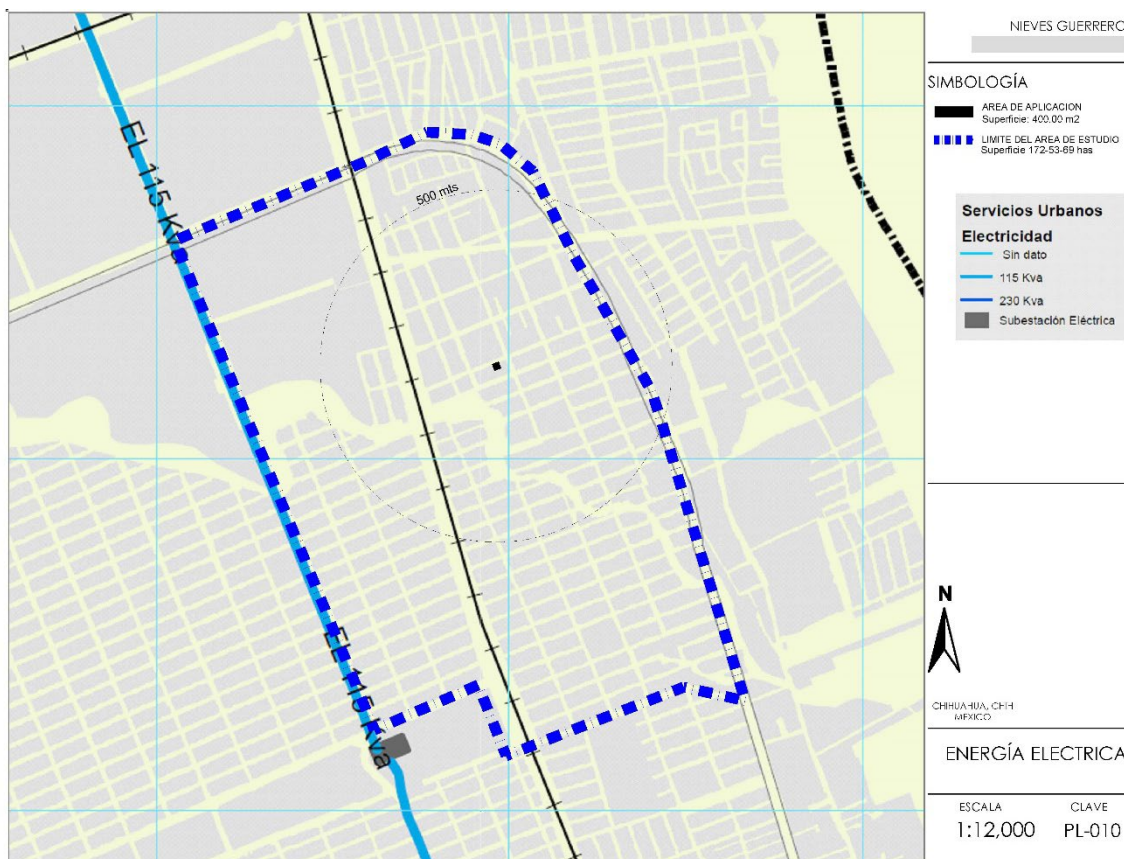 EL 115 Kva
500 mts
EL 115 Kva
NIEVES GUERRERO
SIMBOLOGÍA
AREA DE APLICACION
Superficie: 400.00 m2
LIMITE DEL AREA DE ESTUDIO
Superficie 172-53-69 has
Servicios Urbanos
Electricidad
Sin dato
115 Kva
230 Kva
Subestación Eléctrica
N
CHIHUAHUA, CHIH
MEXICO
ENERGÍA ELECTRICA
ESCALA CLAVE
1:12,000 PL-010